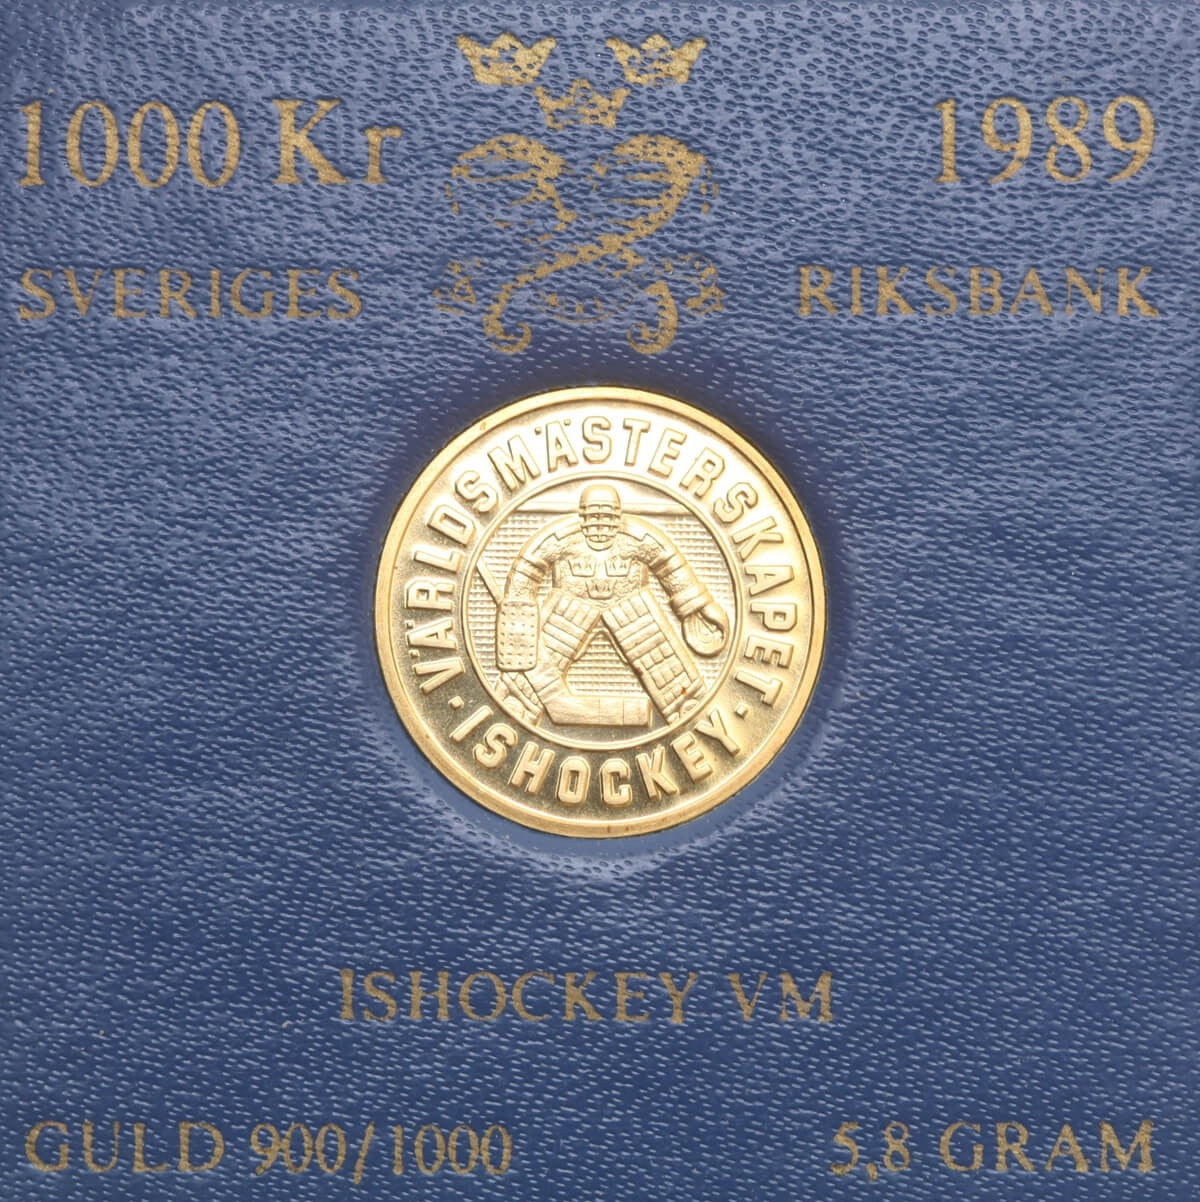 1000 Kr 1989
SVERIGES RIKSBANK
VÄRLDSMÄSTERSKAPET
· ISHOCKEY ·
ISHOCKEY VM
GULD 900/1000 5,8 GRAM